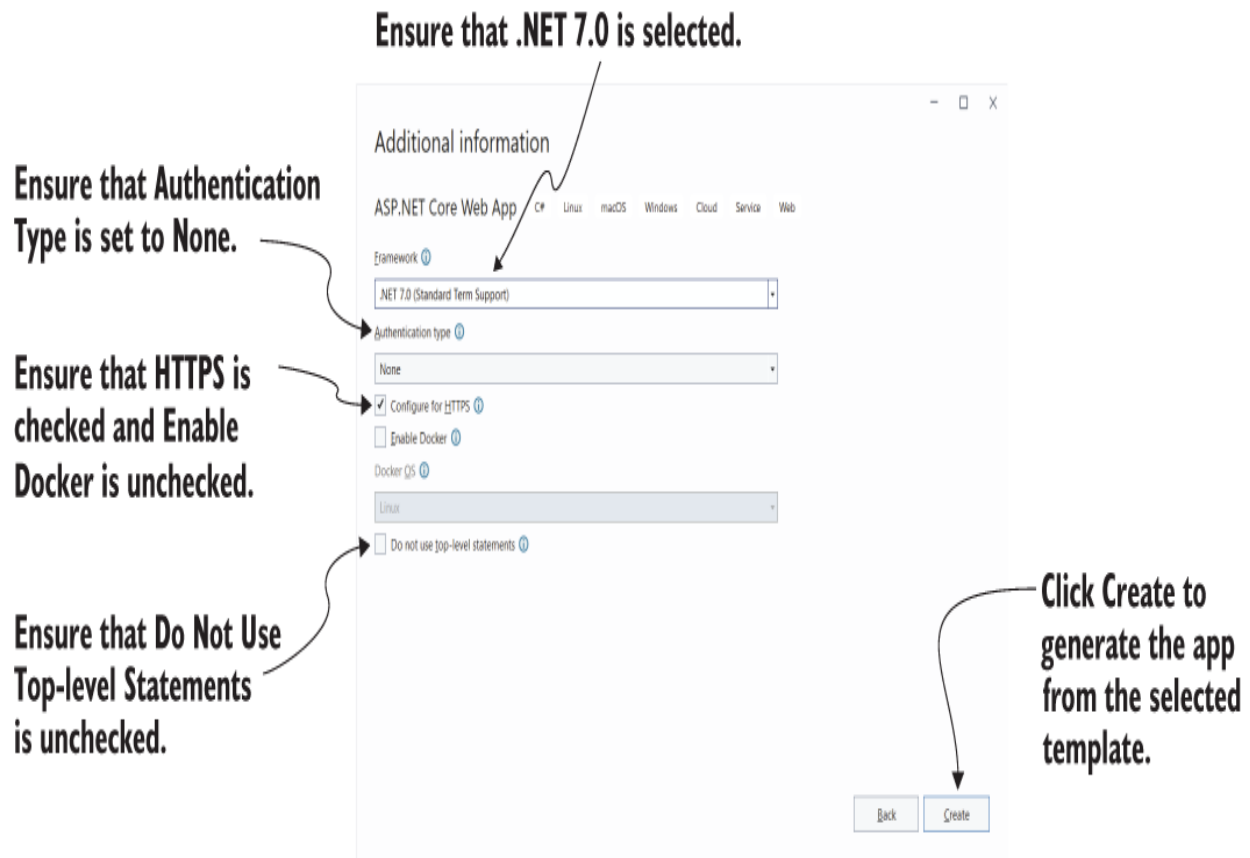 Ensure that .NET 7.0 is selected.
Additional information
Ensure that Authentication
Type is set to None.
ASP.NET Core Web App C# Linux macOS Windows Cloud Service Web
Framework
.NET 7.0 (Standard Term Support)
Authentication type
None
Ensure that HTTPS is
checked and Enable
Docker is unchecked.
Configure for HTTPS
Enable Docker
Docker OS
Linux
Do not use top-level statements
Ensure that Do Not Use
Top-level Statements
is unchecked.
Click Create to
generate the app
from the selected
template.
Back Create